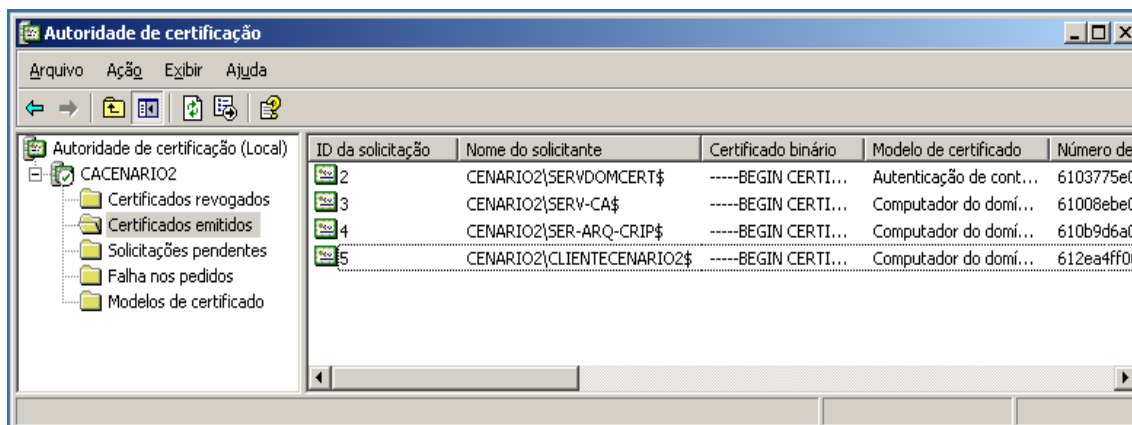 Autoridade de certificação
Arquivo Ação Exibir Ajuda
Autoridade de certificação (Local)
CACENARIO2
Certificados revogados
Certificados emitidos
Solicitações pendentes
Falha nos pedidos
Modelos de certificado
ID da solicitação Nome do solicitante Certificado binário Modelo de certificado Número de
2 CENARIO2\SERVDOMCERT$ -----BEGIN CERTI... Autenticação de cont... 6103775e0
3 CENARIO2\SERV-CA$ -----BEGIN CERTI... Computador do domí... 61008ebe0
4 CENARIO2\SER-ARQ-CRIP$ -----BEGIN CERTI... Computador do domí... 610b9d6a0
5 CENARIO2\CLIENTECENARIO2$ -----BEGIN CERTI... Computador do domí... 612ea4ff0